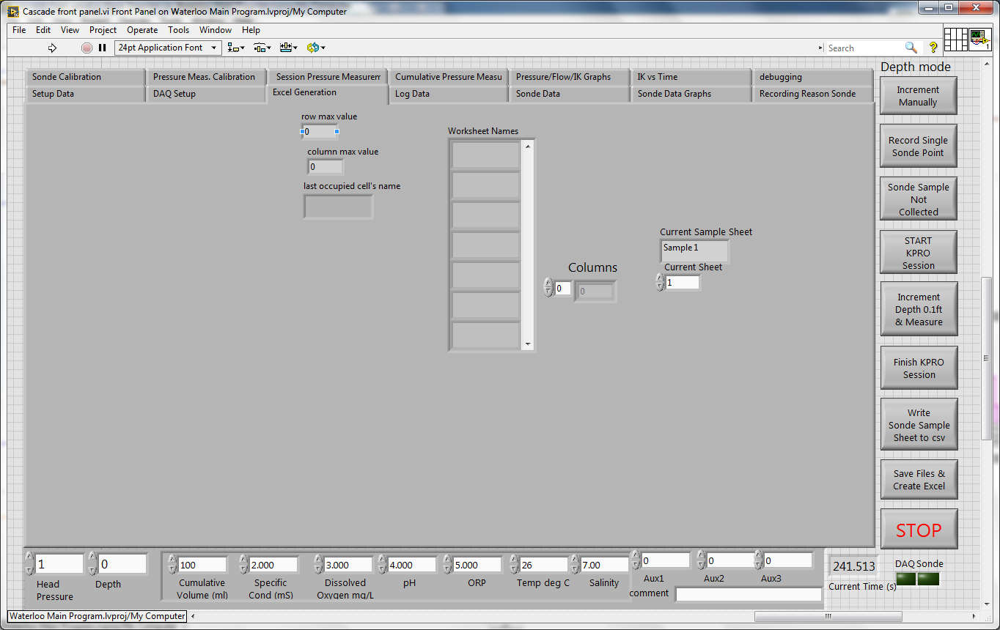 Cascade front panel.vi Front Panel on Waterloo Main Program.lvproj/My Computer
File Edit View Project Operate Tools Window Help
24pt Application Font
Search
?
1
Sonde Calibration
Pressure Meas. Calibration
Session Pressure Measurem
Cumulative Pressure Measu
Pressure/Flow/IK Graphs
IK vs Time
debugging
Setup Data
DAQ Setup
Excel Generation
Log Data
Sonde Data
Sonde Data Graphs
Recording Reason Sonde
row max value
0
column max value
0
last occupied cell's name
Worksheet Names
Columns
0
0
Current Sample Sheet
Sample1
Current Sheet
1
Depth mode
Increment
Manually
Record Single
Sonde Point
Sonde Sample
Not
Collected
START
KPRO
Session
Increment
Depth 0.1ft
& Measure
Finish KPRO
Session
Write
Sonde Sample
Sheet to csv
Save Files &
Create Excel
STOP
DAQ Sonde
1
Head
Pressure
0
Depth
100
Cumulative
Volume (ml)
2.000
Specific
Cond (mS)
3.000
Dissolved
Oxygen mg/L
4.000
pH
5.000
ORP
26
Temp deg C
7.00
Salinity
0
Aux1
0
Aux2
0
Aux3
comment
241.513
Current Time (s)
Waterloo Main Program.lvproj/My Computer